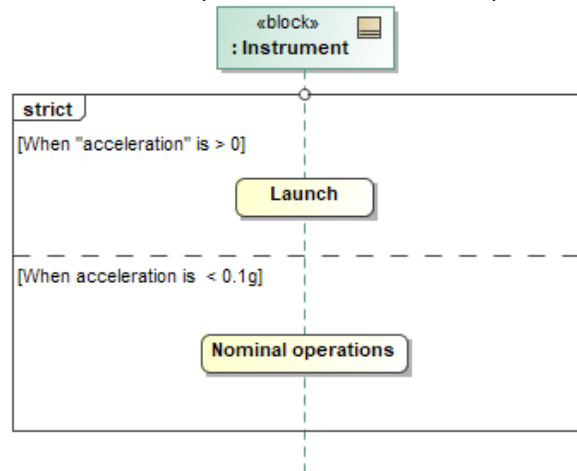 «block»
: Instrument
strict
[When "acceleration" is > 0]
Launch
[When acceleration is  < 0.1g]
Nominal operations